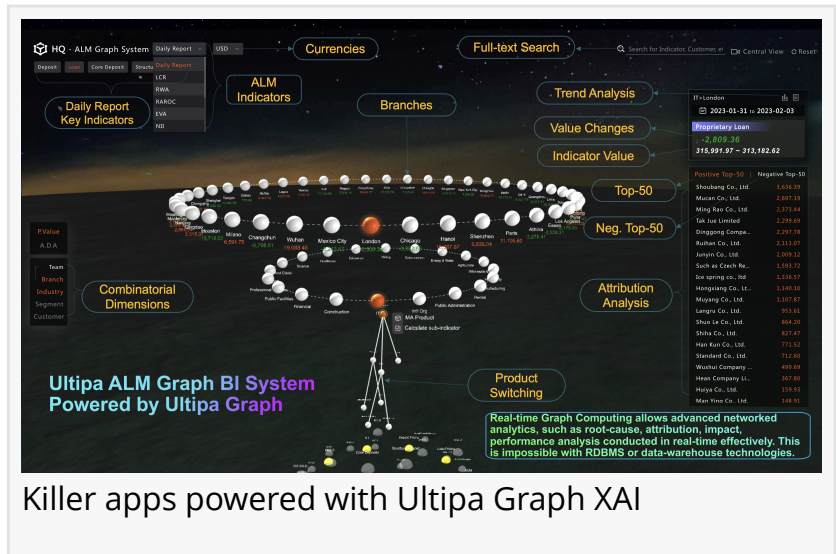 HQ - ALM Graph System
Daily Report
USD
Currencies
Full-text Search
Search for Indicator, Customer, et
Central View
Reset
Deposit
Loan
Core Deposit
Structu
Daily Report
LCR
RWA
RAROC
EVA
NII
Daily Report
Key Indicators
ALM
Indicators
Branches
Trend Analysis
Value Changes
Indicator Value
Top-50
Neg. Top-50
Attribution
Analysis
IT>London
2023-01-31 to 2023-02-03
Proprietary Loan
-2,809.36
315,991.97 ~ 313,182.62
Positive Top-50 | Negative Top-50
Shoubang Co., Ltd. 3,636.39
Mucan Co., Ltd. 2,697.19
Ming Rao Co., Ltd. 2,373.44
Tak Jue Limited 2,299.69
Dinggong Compa... 2,297.78
Ruihan Co., Ltd. 2,113.07
Junyin Co., Ltd. 2,009.12
Such as Czech Re... 1,593.72
Ice spring co., ltd 1,336.57
Hongxiang Co., Lt... 1,140.10
Muyang Co., Ltd. 1,107.87
Langru Co., Ltd. 953.61
Shuo Le Co., Ltd. 864.20
Shiha Co., Ltd. 827.47
Han Kun Co., Ltd. 771.52
Standard Co., Ltd. 712.60
Wushui Company ... 499.69
Hean Company Li... 367.80
Huiya Co., Ltd. 159.93
Man Yino Co., Ltd. 148.91
Houston
Milano
Changchun
Wuhan
Mexico City
London
Chicago
Hanoi
Shenzhen
Paris
Athina
6,591.75
P.Value
A.D.A
Team
Branch
Industry
Segment
Customer
Combinatorial
Dimensions
Public Facilities
Financial
Construction
Intl Org
Public Administration
Rental
MA Product
Calculate sub-indicator
Product
Switching
Ultipa ALM Graph BI System
Powered by Ultipa Graph
Real-time Graph Computing allows advanced networked
analytics, such as root-cause, attribution, impact,
performance analysis conducted in real-time effectively. This
is impossible with RDBMS or data-warehouse technologies.
Killer apps powered with Ultipa Graph XAI